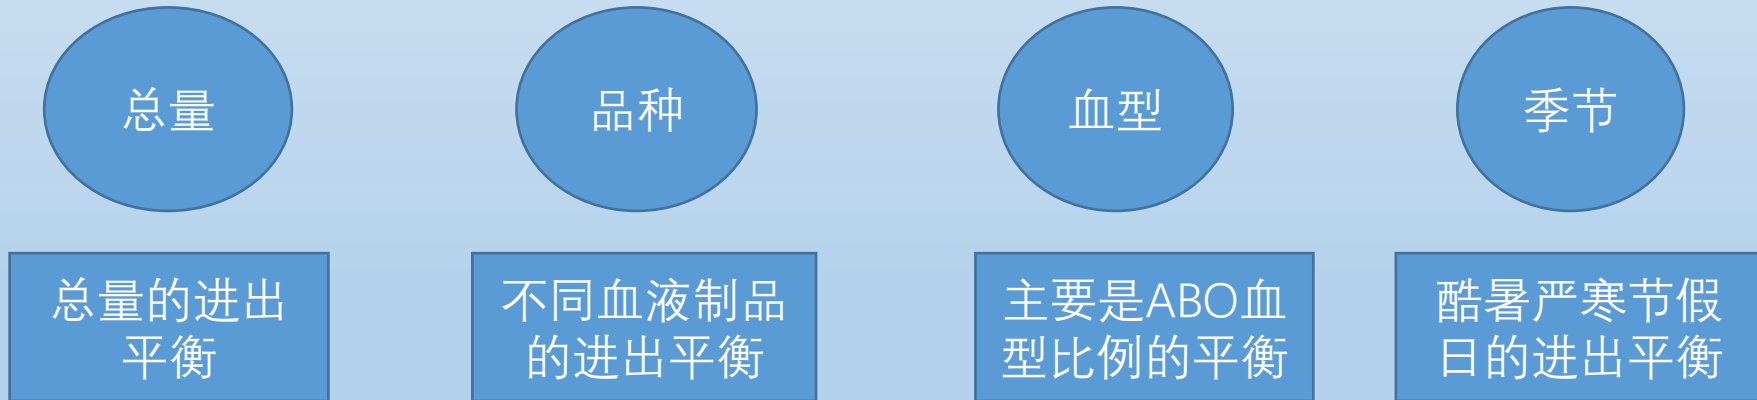 总量
品种
血型
季节
总量的进出
平衡
不同血液制品
的进出平衡
主要是ABO血
型比例的平衡
酷暑严寒节假
日的进出平衡